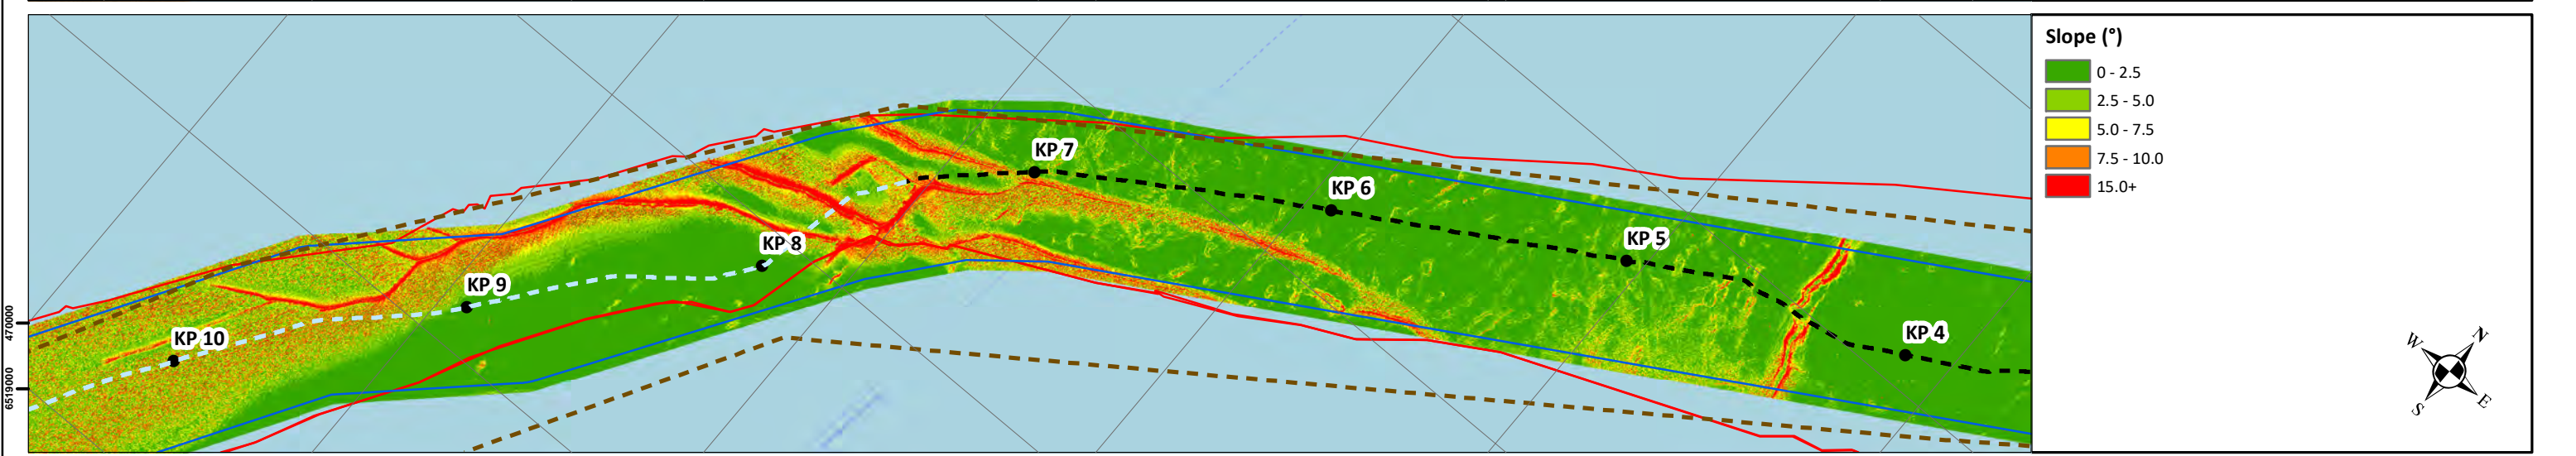 Slope (°)
0 - 2.5
2.5 - 5.0
5.0 - 7.5
7.5 - 10.0
15.0+
KP 7
KP 6
KP 5
KP 4
KP 8
KP 9
KP 10
470000
6519000
N
W
E
S